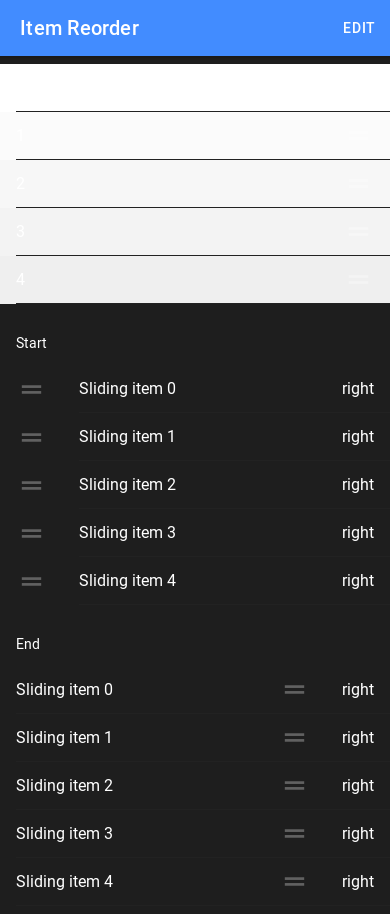 Item Reorder
EDIT
1
2
3
4
Start
Sliding item 0 right
Sliding item 1 right
Sliding item 2 right
Sliding item 3 right
Sliding item 4 right
End
Sliding item 0 right
Sliding item 1 right
Sliding item 2 right
Sliding item 3 right
Sliding item 4 right